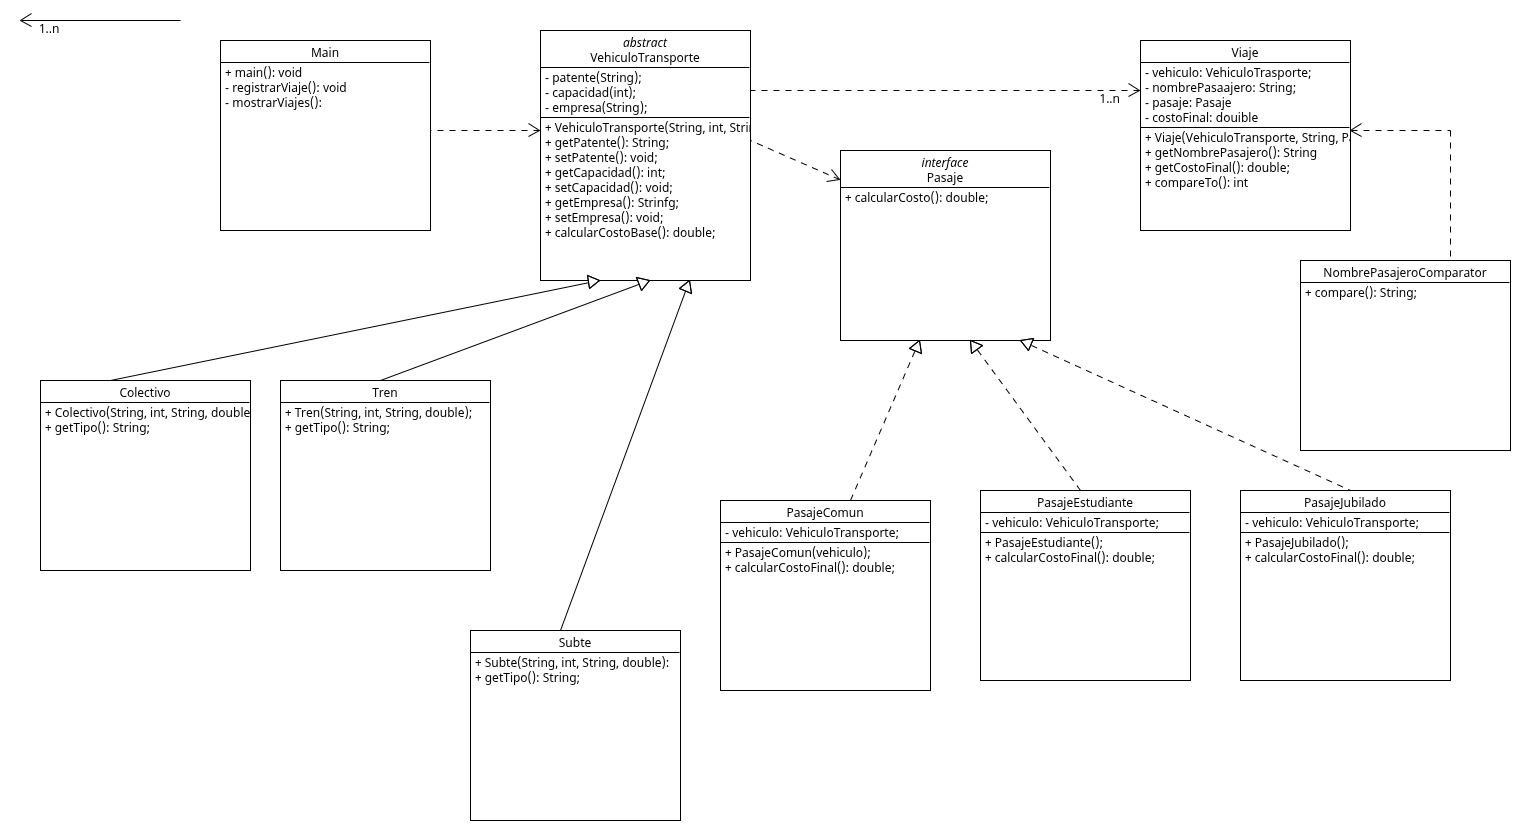 1..n
Main
+ main(): void
- registrarViaje(): void
- mostrarViajes():
abstract
VehiculoTransporte
- patente(String);
- capacidad(int);
- empresa(String);
+ VehiculoTransporte(String, int, Stri
+ getPatente(): String;
+ setPatente(): void;
+ getCapacidad(): int;
+ setCapacidad(): void;
+ getEmpresa(): Strinfg;
+ setEmpresa(): void;
+ calcularCostoBase(): double;
1..n
Viaje
- vehiculo: VehiculoTrasporte;
- nombrePasaajero: String;
- pasaje: Pasaje
- costoFinal: douible
+ Viaje(VehiculoTransporte, String, P
+ getNombrePasajero(): String
+ getCostoFinal(): double;
+ compareTo(): int
interface
Pasaje
+ calcularCosto(): double;
NombrePasajeroComparator
+ compare(): String;
Colectivo
+ Colectivo(String, int, String, double
+ getTipo(): String;
Tren
+ Tren(String, int, String, double);
+ getTipo(): String;
PasajeComun
- vehiculo: VehiculoTransporte;
+ PasajeComun(vehiculo);
+ calcularCostoFinal(): double;
PasajeEstudiante
- vehiculo: VehiculoTransporte;
+ PasajeEstudiante();
+ calcularCostoFinal(): double;
PasajeJubilado
- vehiculo: VehiculoTransporte;
+ PasajeJubilado();
+ calcularCostoFinal(): double;
Subte
+ Subte(String, int, String, double):
+ getTipo(): String;